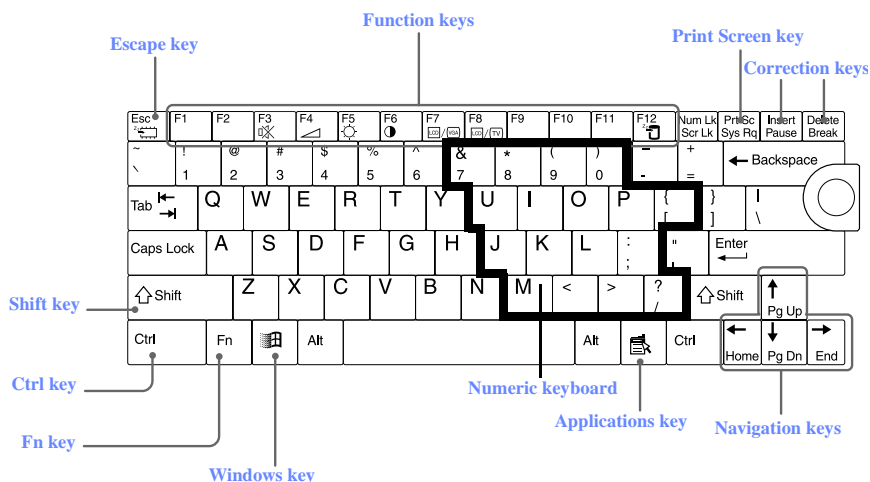 Function keys
Escape key
Print Screen key
Correction keys
Esc F1 F2 F3 F4 F5 F6 F7 F8 F9 F10 F11 F12 Num Lk Prt Sc Insert Delete
LCD / VGA LCD / TV Scr Lk Sys Rq Pause Break
~ ! @ # $ % ^ & * ( ) - + Backspace
\ 1 2 3 4 5 6 7 8 9 0 - =
Tab Q W E R T Y U I O P { } |
[ ] \
Caps Lock A S D F G H J K L : " Enter
; '
Shift Z X C V B N M < > ? Shift
/ Pg Up
Ctrl Fn Alt Alt Ctrl
Home Pg Dn End
Shift key
Ctrl key
Numeric keyboard
Applications key
Navigation keys
Fn key
Windows key